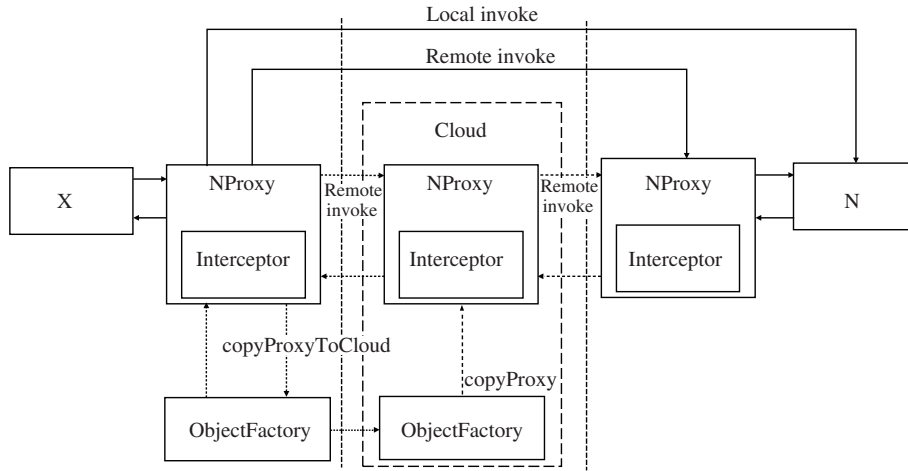 Local invoke
Remote invoke
Cloud
X
NProxy
Remote
invoke
NProxy
Remote
invoke
NProxy
N
Interceptor
Interceptor
Interceptor
copyProxyToCloud
copyProxy
ObjectFactory
ObjectFactory